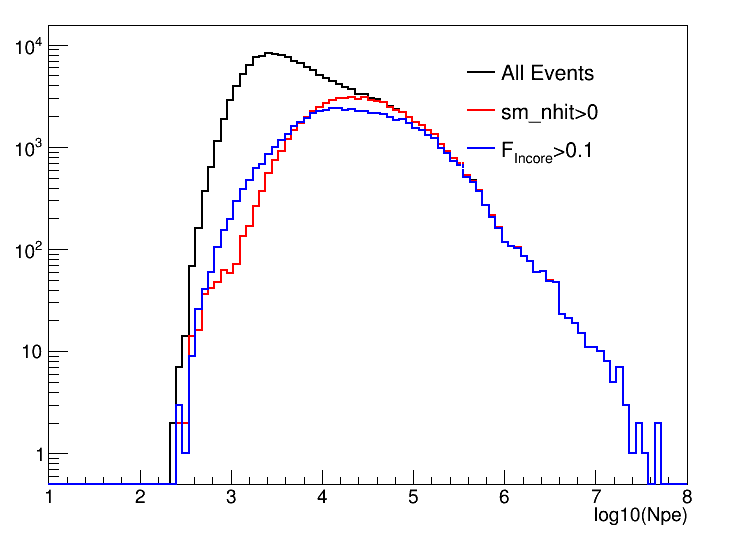 10^4
10^3
10^2
10
1
All Events
sm_nhit>0
F_Incore>0.1
1 2 3 4 5 6 7 8
log10(Npe)